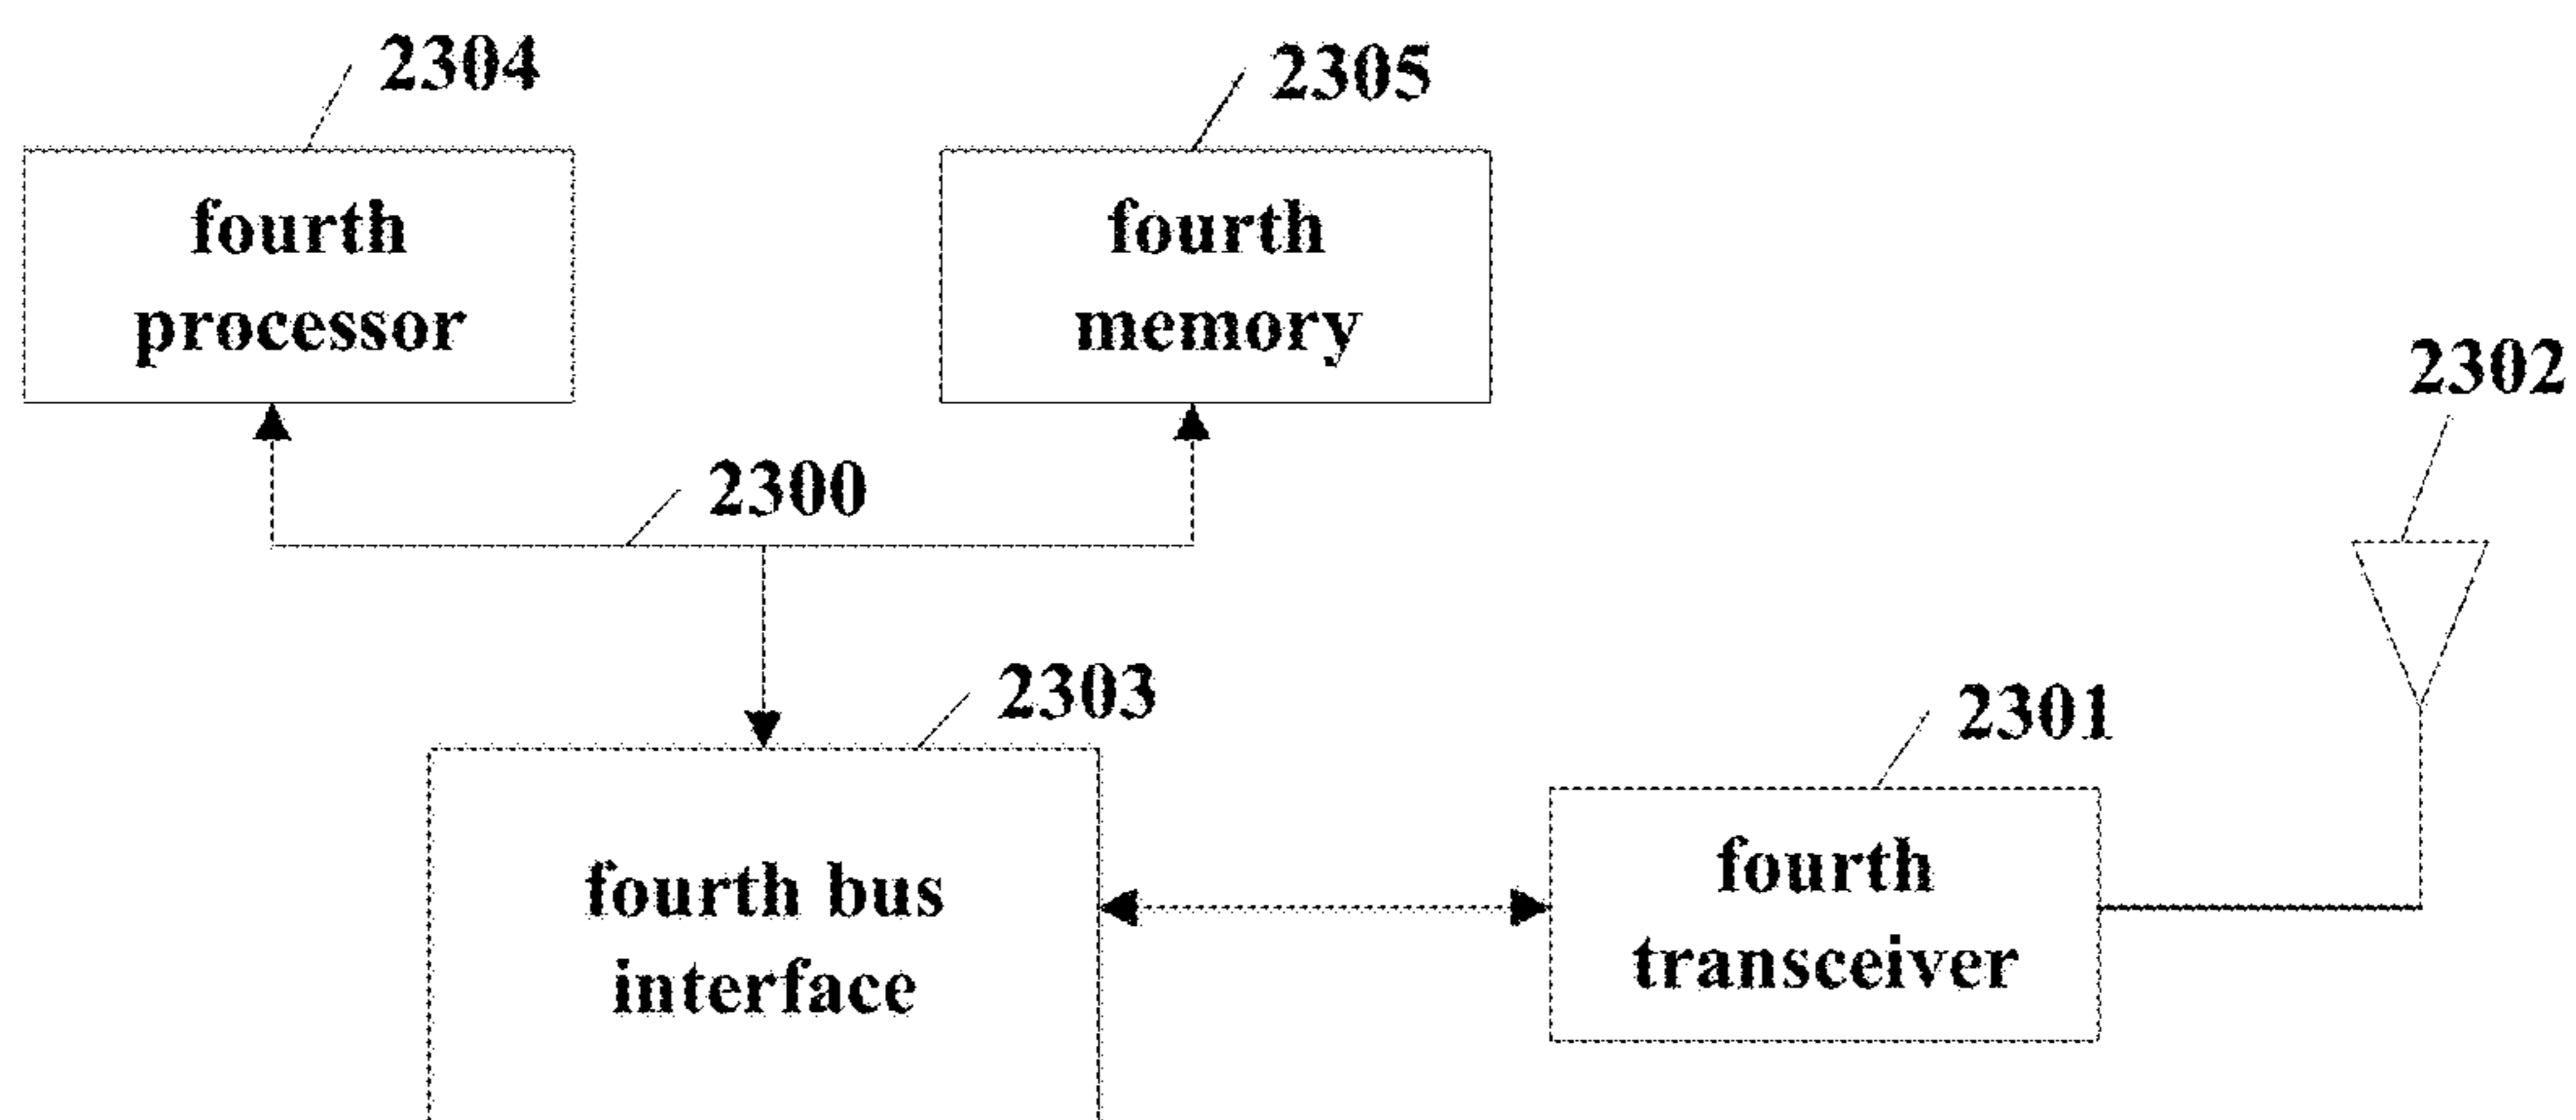 2304
2305
fourth
processor
fourth
memory
2302
2300
2303
2301
fourth bus
interface
fourth
transceiver